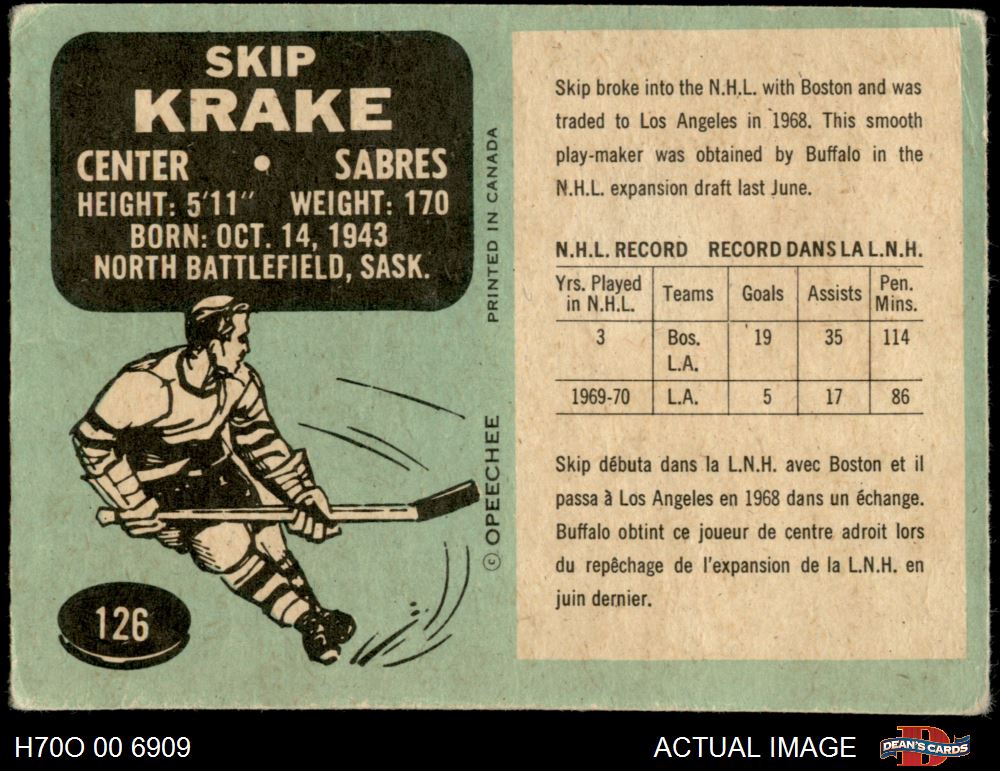 SKIP
KRAKE
CENTER • SABRES
HEIGHT: 5'11" WEIGHT: 170
BORN: OCT. 14, 1943
NORTH BATTLEFIELD, SASK.
126
PRINTED IN CANADA
© OPEECHEE
Skip broke into the N.H.L. with Boston and was
traded to Los Angeles in 1968. This smooth
play-maker was obtained by Buffalo in the
N.H.L. expansion draft last June.
N.H.L. RECORD RECORD DANS LA L.N.H.
Yrs. Played in N.H.L. Teams Goals Assists Pen. Mins.
3 Bos. 19 35 114
L.A.
1969-70 L.A. 5 17 86
Skip débuta dans la L.N.H. avec Boston et il
passa à Los Angeles en 1968 dans un échange.
Buffalo obtint ce joueur de centre adroit lors
du repêchage de l'expansion de la L.N.H. en
juin dernier.
H70O 00 6909
ACTUAL IMAGE
D
DEAN'S CARDS